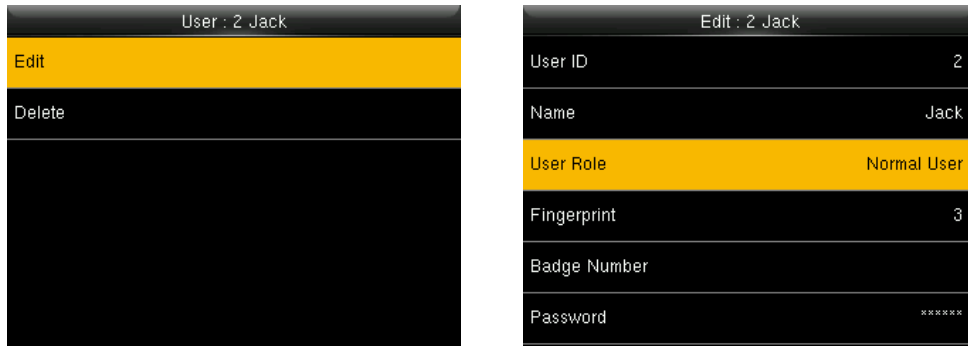 User : 2 Jack
Edit
Delete
Edit : 2 Jack
User ID 2
Name Jack
User Role Normal User
Fingerprint 3
Badge Number
Password ******